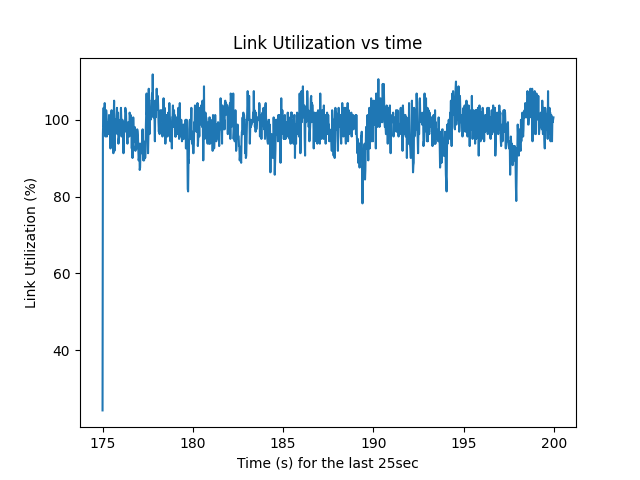 Link Utilization vs time
Link Utilization (%)
100
80
60
40
175 180 185 190 195 200
Time (s) for the last 25sec